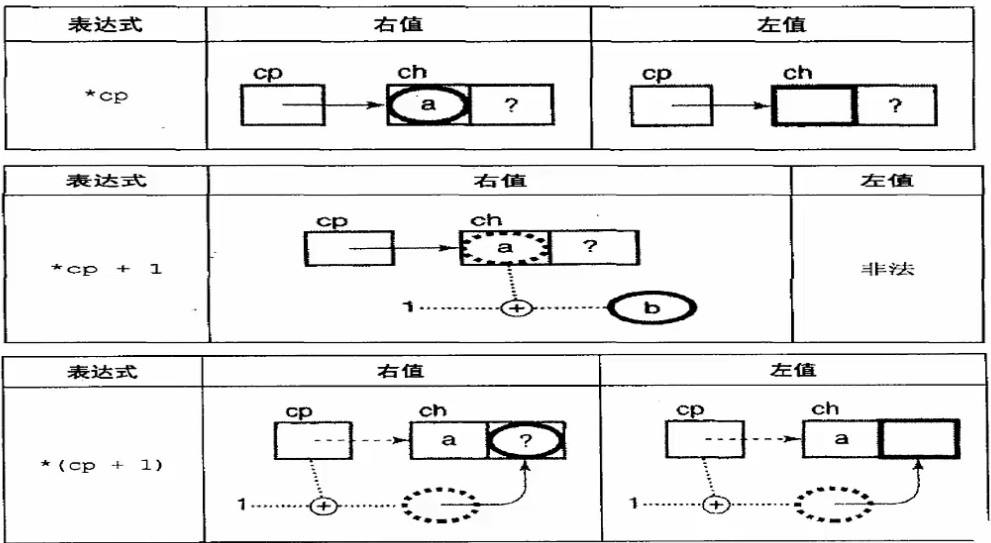 表达式 右值 左值
*cp
cp ch
a ?
cp ch
?
表达式 右值 左值
*cp + 1
cp ch
a ?
1 + b
非法
表达式 右值 左值
*(cp + 1)
cp ch
a ?
1 +
cp ch
a
1 +